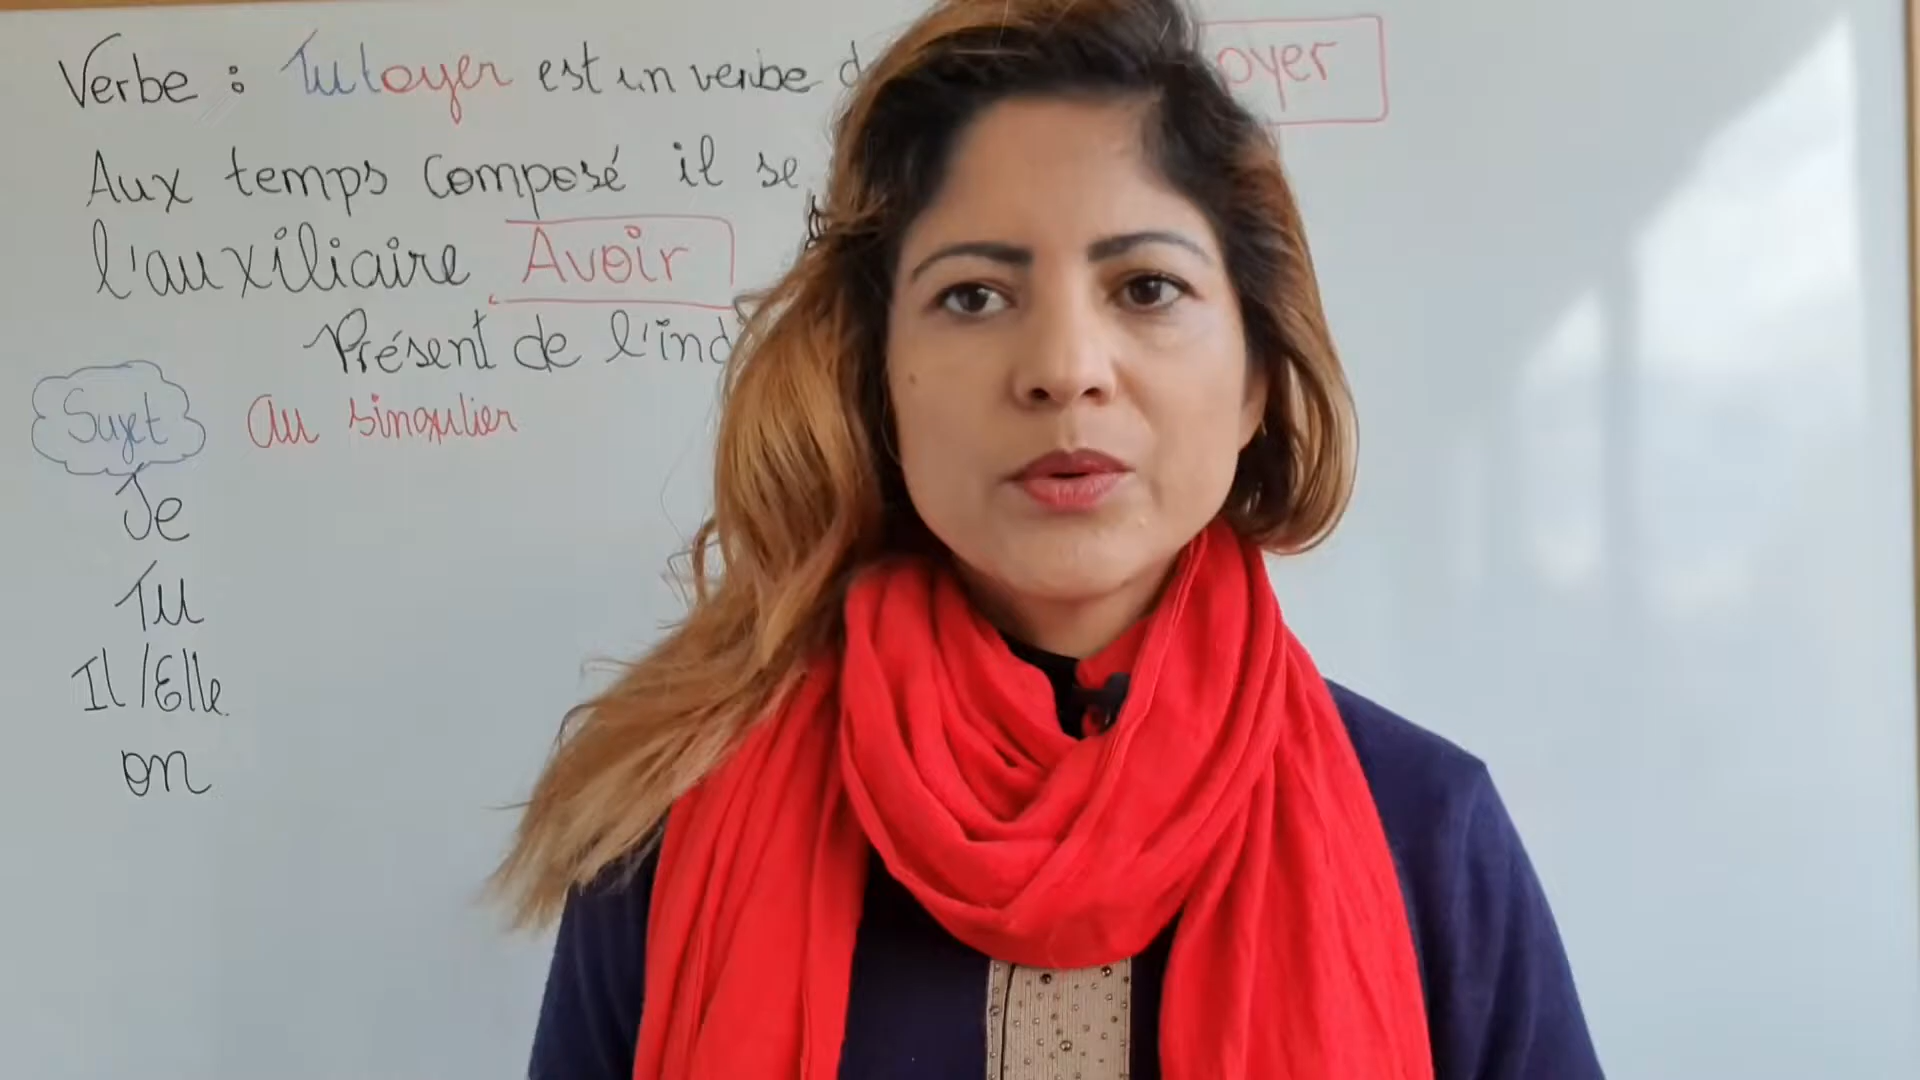 Verbe : Tutoyer est un verbe d oyer
Aux temps composé il se
l'auxiliaire Avoir
Présent de l'ind
Sujet au singulier
Je
Tu
Il/Elle
on